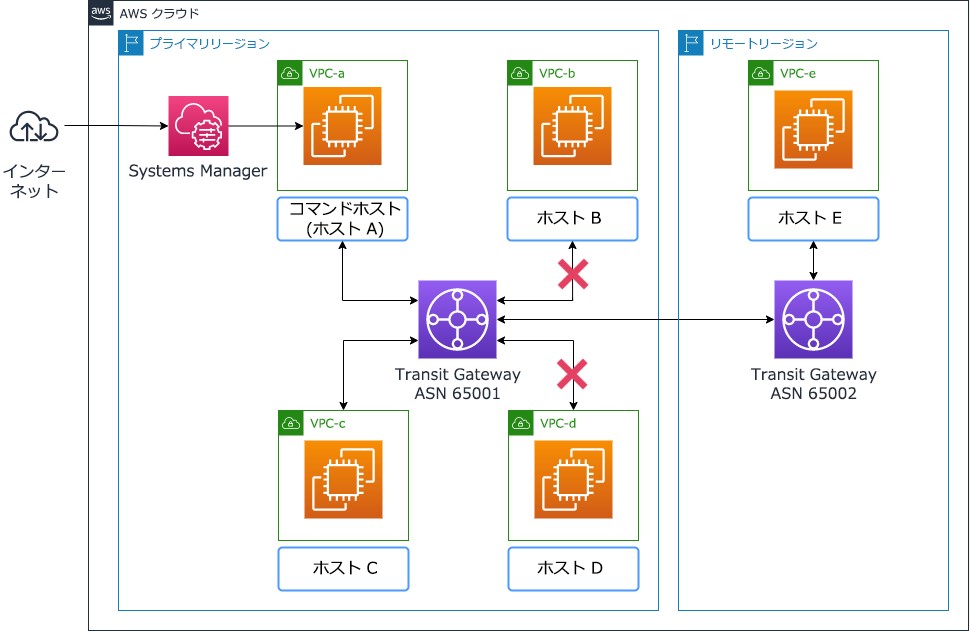 aws
AWS クラウド
プライマリリージョン
リモートリージョン
VPC-a
VPC-b
VPC-e
インター
ネット
Systems Manager
コマンドホスト
(ホスト A)
ホスト B
ホスト E
Transit Gateway
ASN 65001
Transit Gateway
ASN 65002
VPC-c
VPC-d
ホスト C
ホスト D